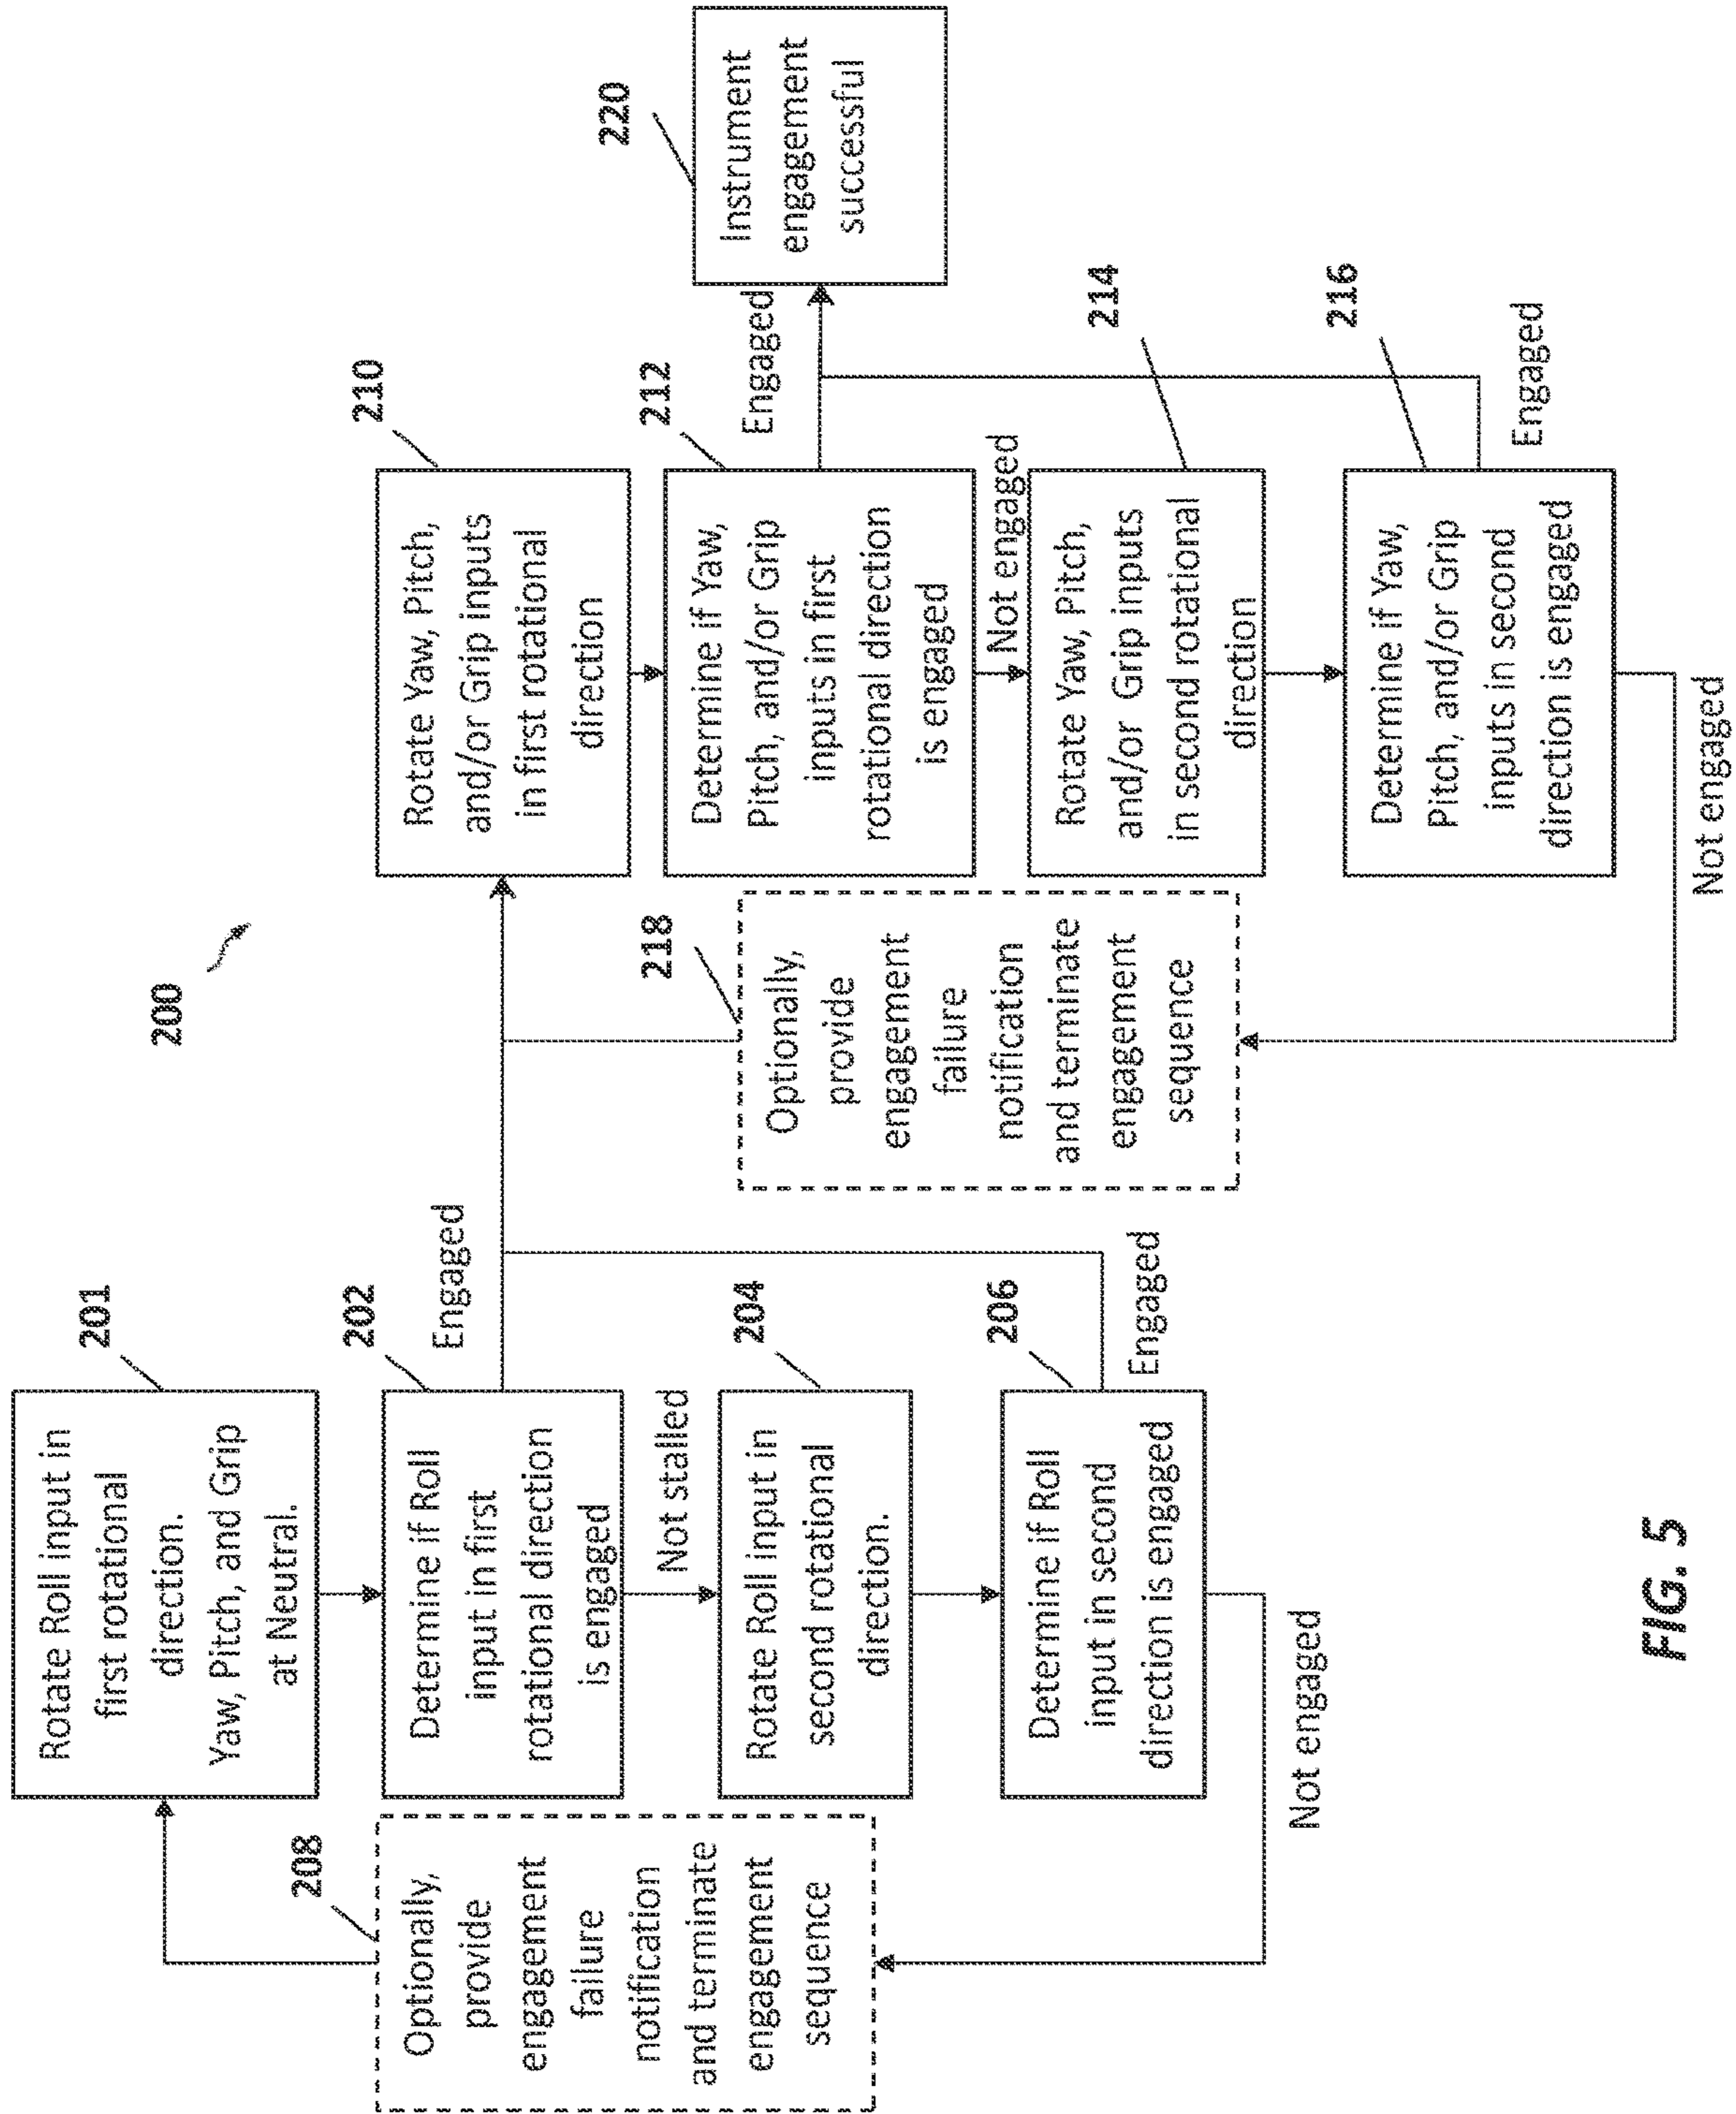 200
201
Rotate Roll input in
first rotational
direction.
Yaw, Pitch, and Grip
at Neutral.
202
Determine if Roll
input in first
rotational direction
is engaged
Engaged
Not stalled
204
Rotate Roll input in
second rotational
direction.
206
Determine if Roll
input in second
direction is engaged
Engaged
Not engaged
208
Optionally,
provide
engagement
failure
notification
and terminate
engagement
sequence
210
Rotate Yaw, Pitch,
and/or Grip inputs
in first rotational
direction
212
Determine if Yaw,
Pitch, and/or Grip
inputs in first
rotational direction
is engaged
Engaged
Not engaged
214
Rotate Yaw, Pitch,
and/or Grip inputs
in second rotational
direction
216
Determine if Yaw,
Pitch, and/or Grip
inputs in second
direction is engaged
Engaged
Not engaged
218
Optionally,
provide
engagement
failure
notification
and terminate
engagement
sequence
220
Instrument
engagement
successful
FIG. 5